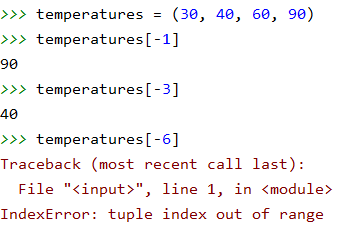 >>> temperatures = (30, 40, 60, 90)
>>> temperatures[-1]
90
>>> temperatures[-3]
40
>>> temperatures[-6]
Traceback (most recent call last):
  File "<input>", line 1, in <module>
IndexError: tuple index out of range